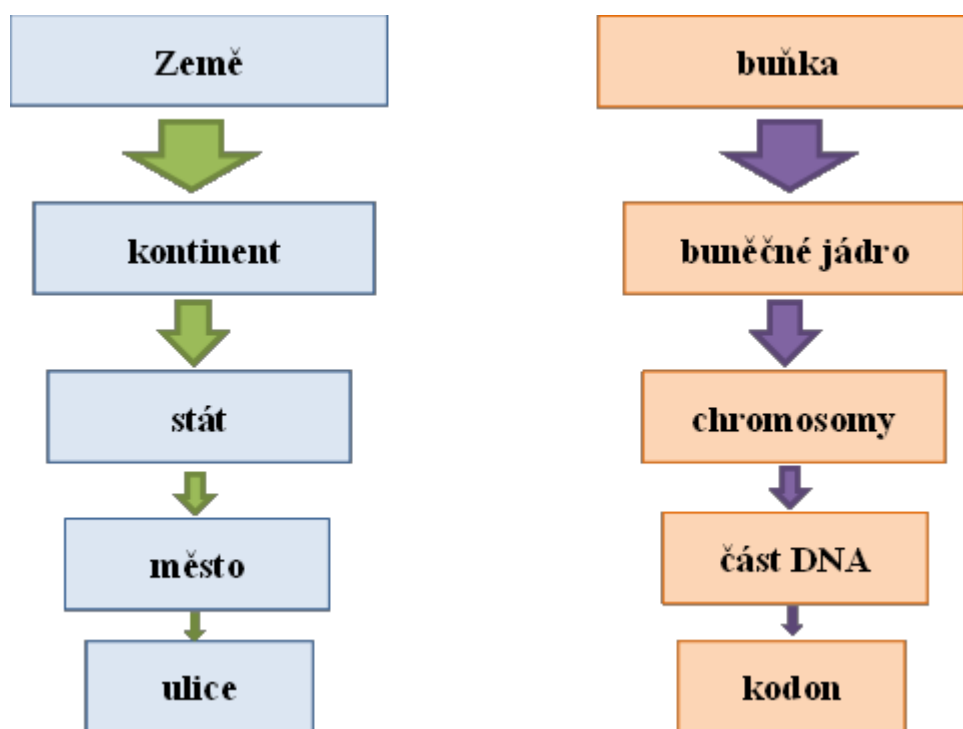 Země
kontinent
stát
město
ulice
buňka
buněčné jádro
chromosomy
část DNA
kodon